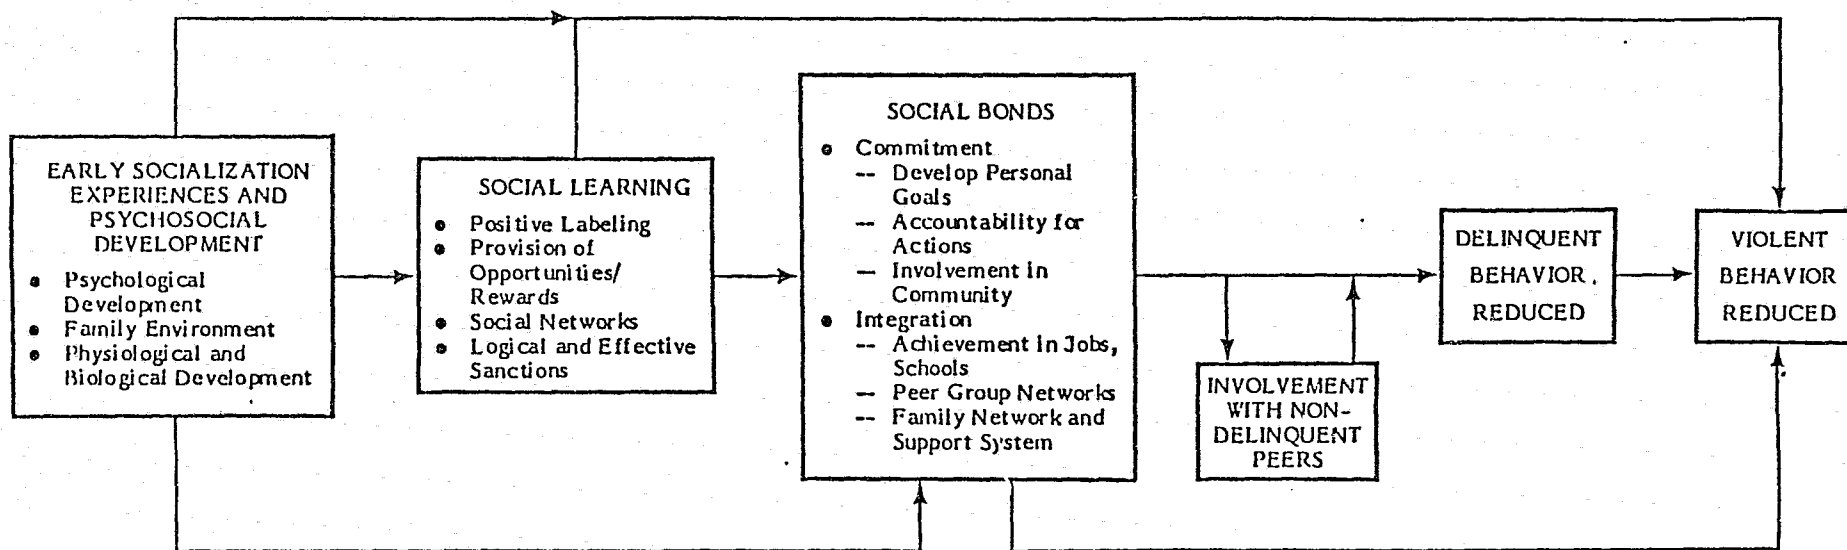 EARLY SOCIALIZATION
EXPERIENCES AND
PSYCHOSOCIAL
DEVELOPMENT
• Psychological
Development
• Family Environment
• Physiological and
Biological Development
SOCIAL LEARNING
• Positive Labeling
• Provision of
Opportunities/
Rewards
• Social Networks
• Logical and Effective
Sanctions
SOCIAL BONDS
• Commitment
-- Develop Personal
Goals
-- Accountability for
Actions
-- Involvement in
Community
• Integration
-- Achievement in Jobs,
Schools
-- Peer Group Networks
-- Family Network and
Support System
INVOLVEMENT
WITH NON-
DELINQUENT
PEERS
DELINQUENT
BEHAVIOR
REDUCED
VIOLENT
BEHAVIOR
REDUCED